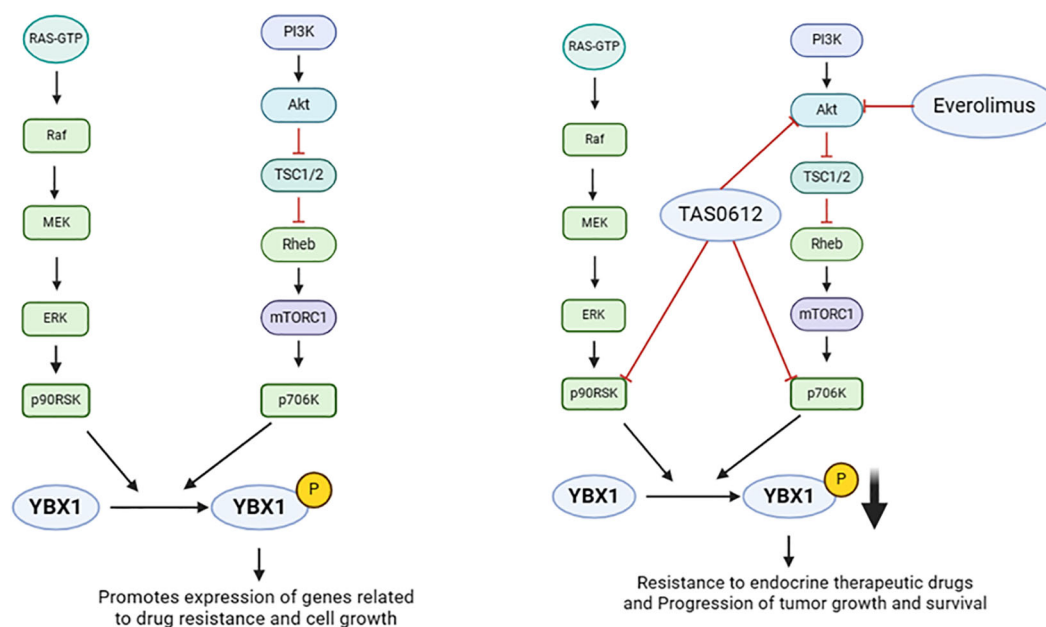 RAS-GTP
Raf
MEK
ERK
p90RSK
PI3K
Akt
TSC1/2
Rheb
mTORC1
p706K
YBX1
YBX1
P
Promotes expression of genes related
to drug resistance and cell growth
RAS-GTP
Raf
MEK
ERK
p90RSK
PI3K
Akt
Everolimus
TSC1/2
TAS0612
Rheb
mTORC1
p706K
YBX1
YBX1
P
Resistance to endocrine therapeutic drugs
and Progression of tumor growth and survival